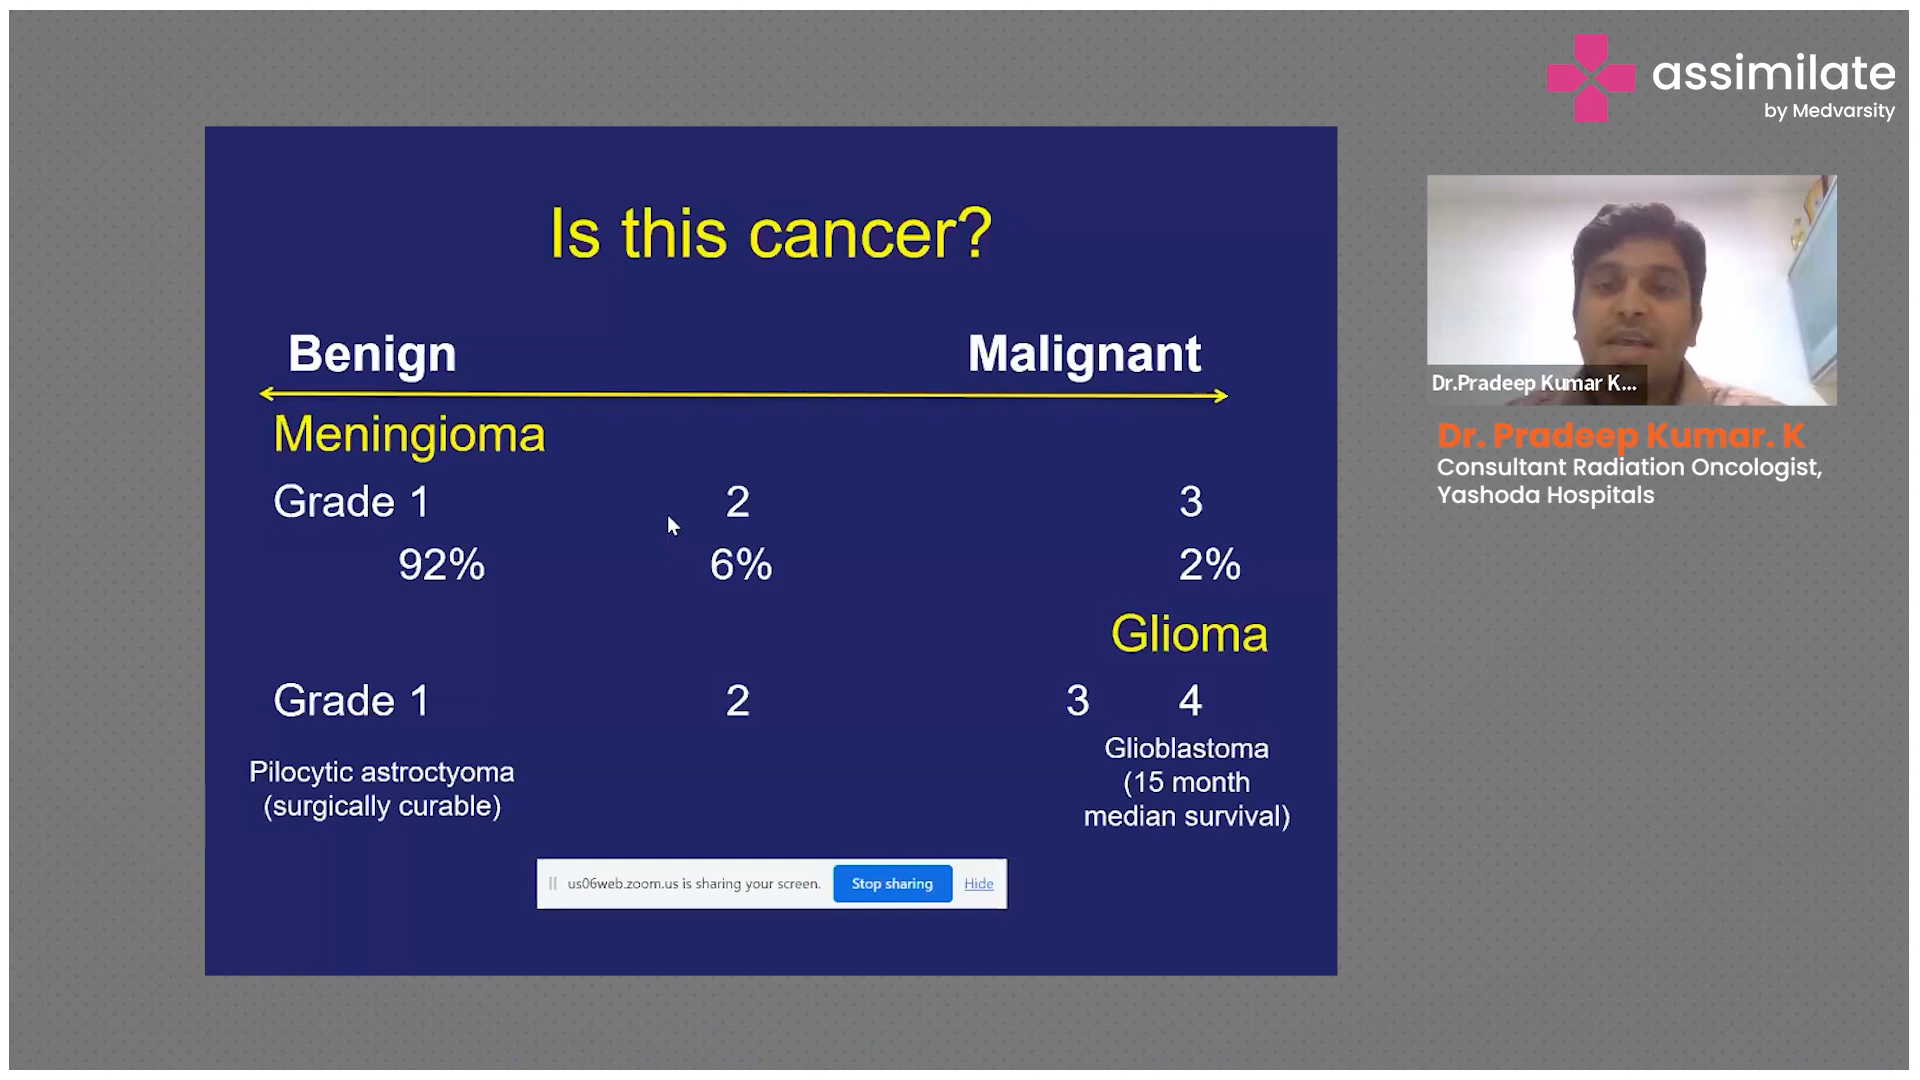 assimilate
by Medvarsity
Is this cancer?
Benign Malignant
Meningioma
Grade 1 2 3
92% 6% 2%
Glioma
Grade 1 2 3 4
Pilocytic astroctyoma
(surgically curable)
Glioblastoma
(15 month
median survival)
us06web.zoom.us is sharing your screen. Stop sharing Hide
Dr.Pradeep Kumar K...
Dr. Pradeep Kumar. K
Consultant Radiation Oncologist,
Yashoda Hospitals